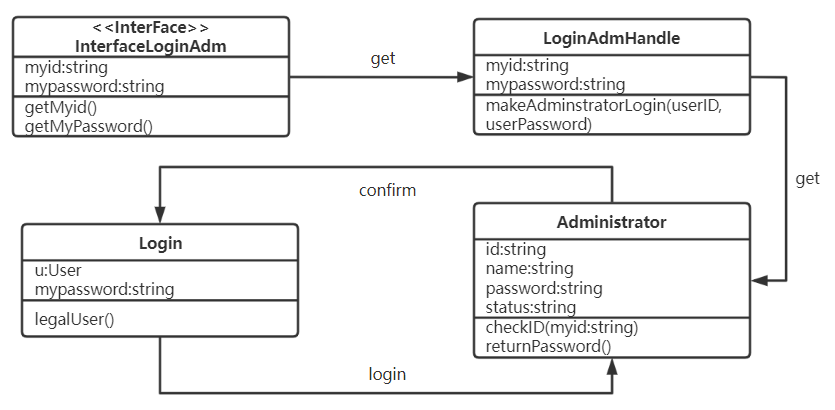 <<InterFace>>
InterfaceLoginAdm
myid:string
mypassword:string
getMyid()
getMyPassword()
get
LoginAdmHandle
myid:string
mypassword:string
makeAdminstratorLogin(userID,
userPassword)
get
confirm
Login
u:User
mypassword:string
legalUser()
Administrator
id:string
name:string
password:string
status:string
checkID(myid:string)
returnPassword()
login